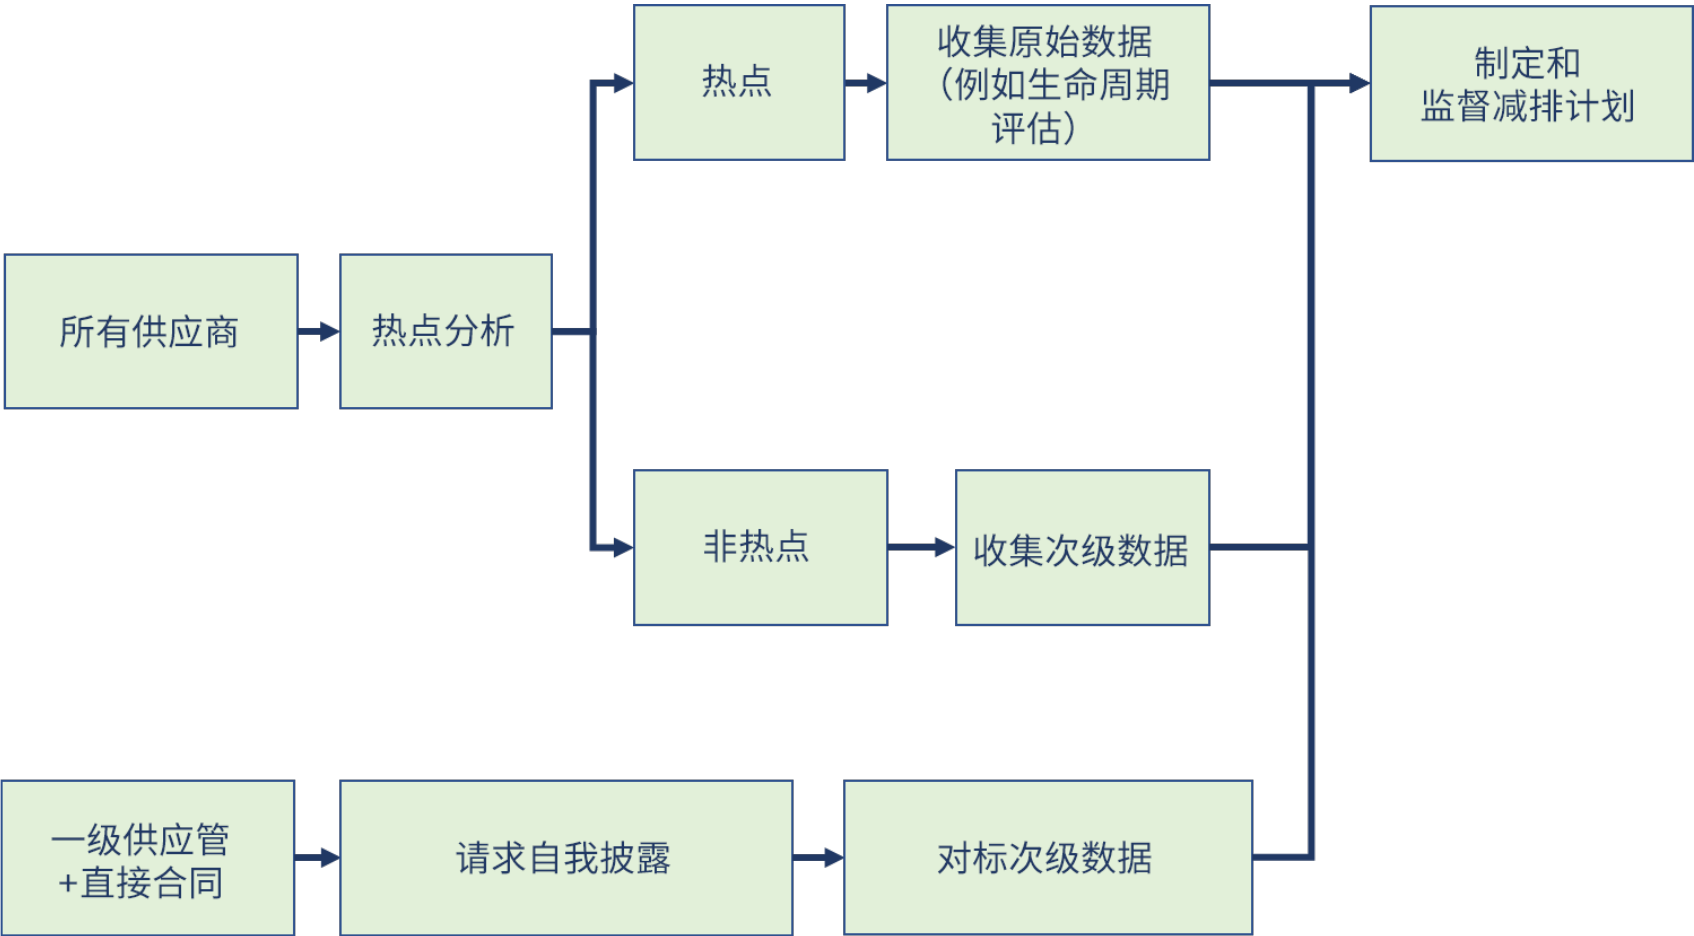 热点
收集原始数据
（例如生命周期
评估）
制定和
监督减排计划
所有供应商
热点分析
非热点
收集次级数据
一级供应管
+直接合同
请求自我披露
对标次级数据